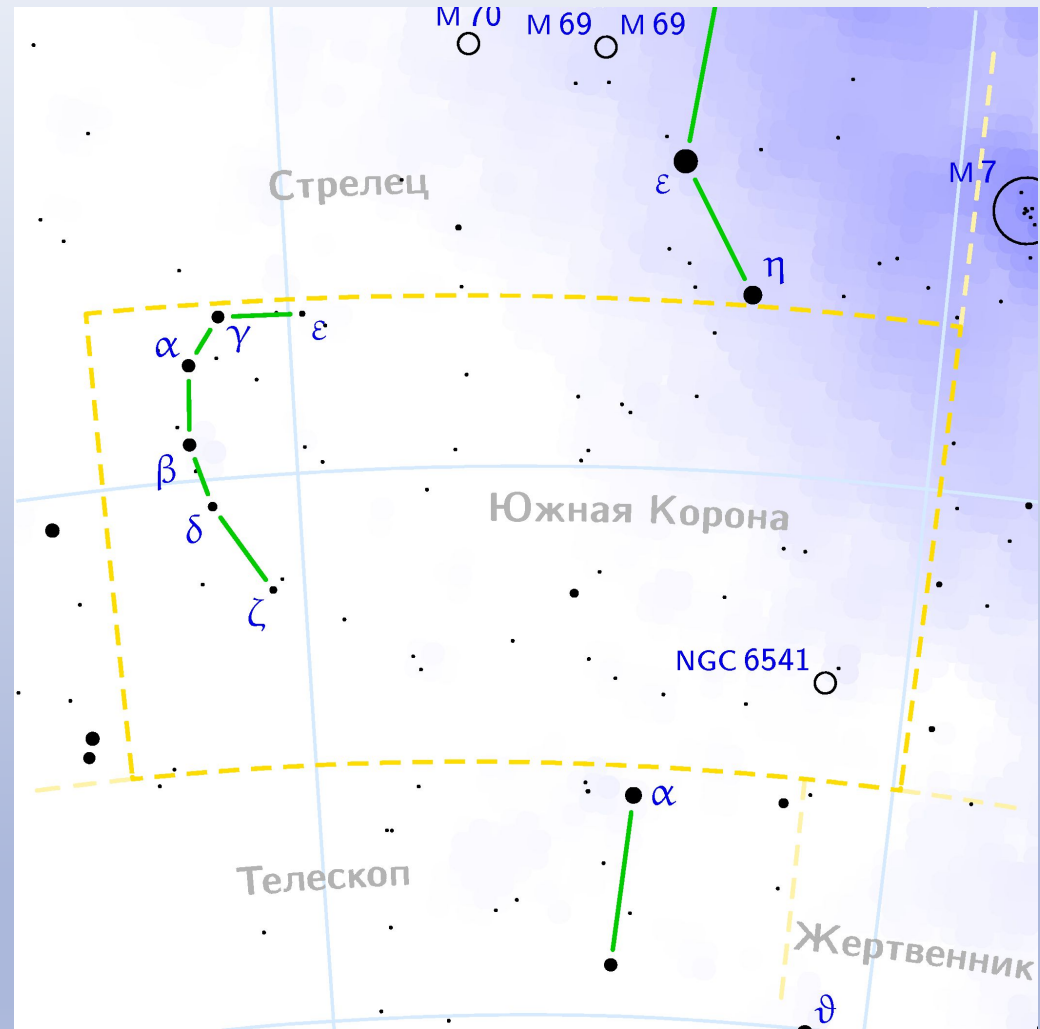 M 70
M 69
M 69
M 7
Стрелец
ε
η
α
γ
ε
β
Южная Корона
δ
ζ
NGC 6541
α
Телескоп
Жертвенник
ϑ